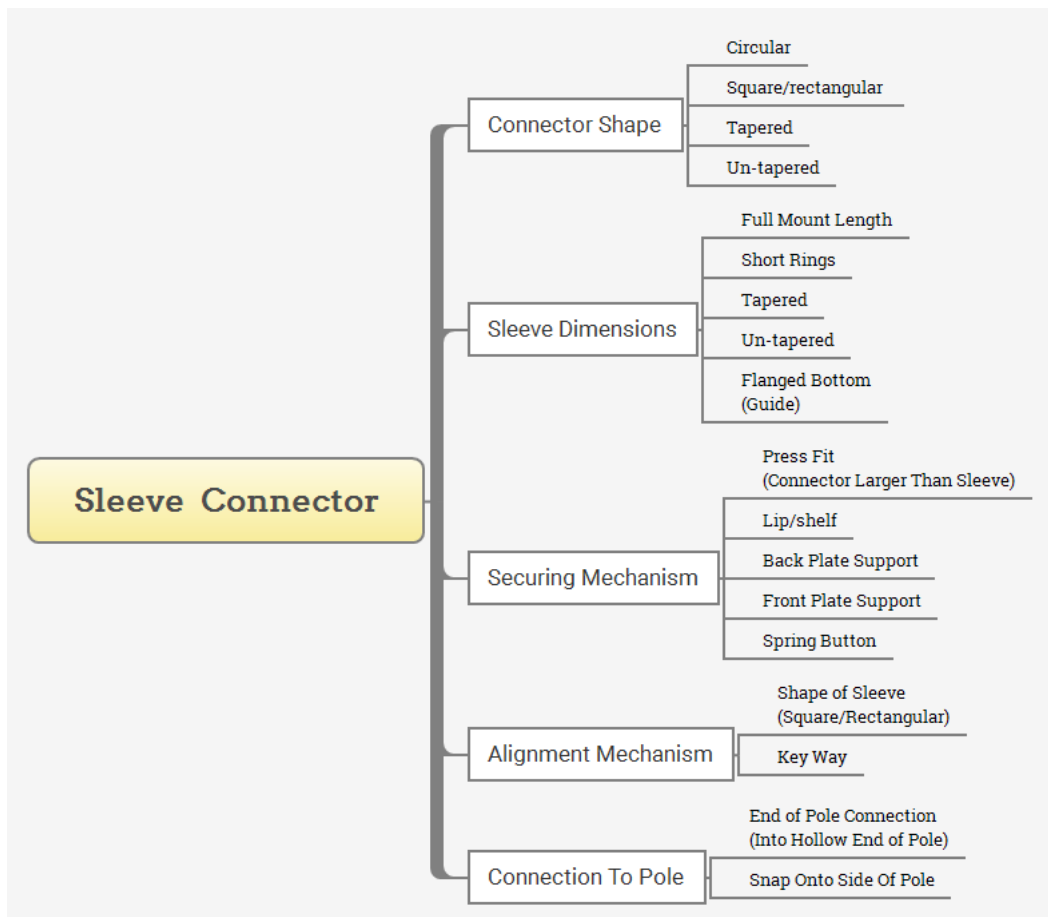 Sleeve Connector
Connector Shape
Circular
Square/rectangular
Tapered
Un-tapered
Sleeve Dimensions
Full Mount Length
Short Rings
Tapered
Un-tapered
Flanged Bottom
(Guide)
Securing Mechanism
Press Fit
(Connector Larger Than Sleeve)
Lip/shelf
Back Plate Support
Front Plate Support
Spring Button
Alignment Mechanism
Shape of Sleeve
(Square/Rectangular)
Key Way
Connection To Pole
End of Pole Connection
(Into Hollow End of Pole)
Snap Onto Side Of Pole